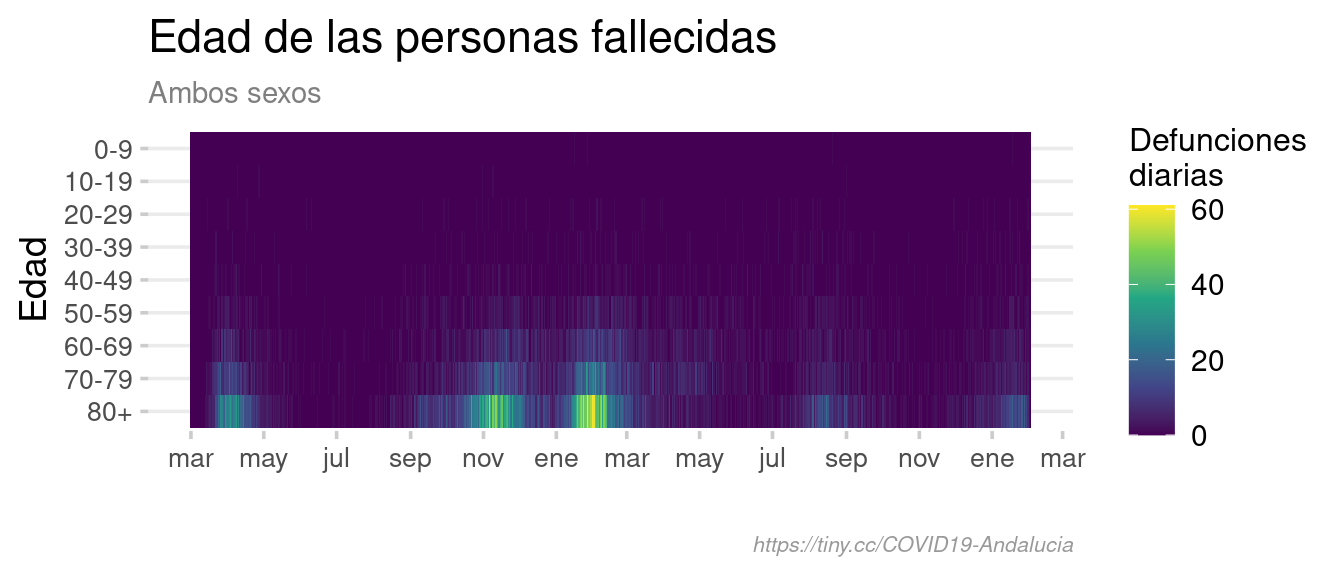 Edad de las personas fallecidas
Ambos sexos
Edad
0-9
10-19
20-29
30-39
40-49
50-59
60-69
70-79
80+
mar may jul sep nov ene mar may jul sep nov ene mar
Defunciones
diarias
60
40
20
0
https://tiny.cc/COVID19-Andalucia